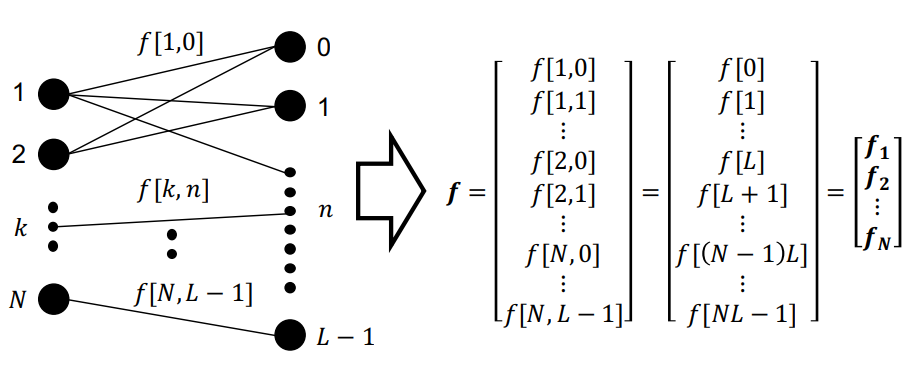 f[1,0]
0
1
1
2
f[k,n]
k
n
N
f[N,L−1]
L−1
f =
f[1,0]
f[1,1]
⋮
f[2,0]
f[2,1]
⋮
f[N,0]
⋮
f[N,L−1]
=
f[0]
f[1]
⋮
f[L]
f[L+1]
⋮
f[(N−1)L]
⋮
f[NL−1]
=
f₁
f₂
⋮
f_N